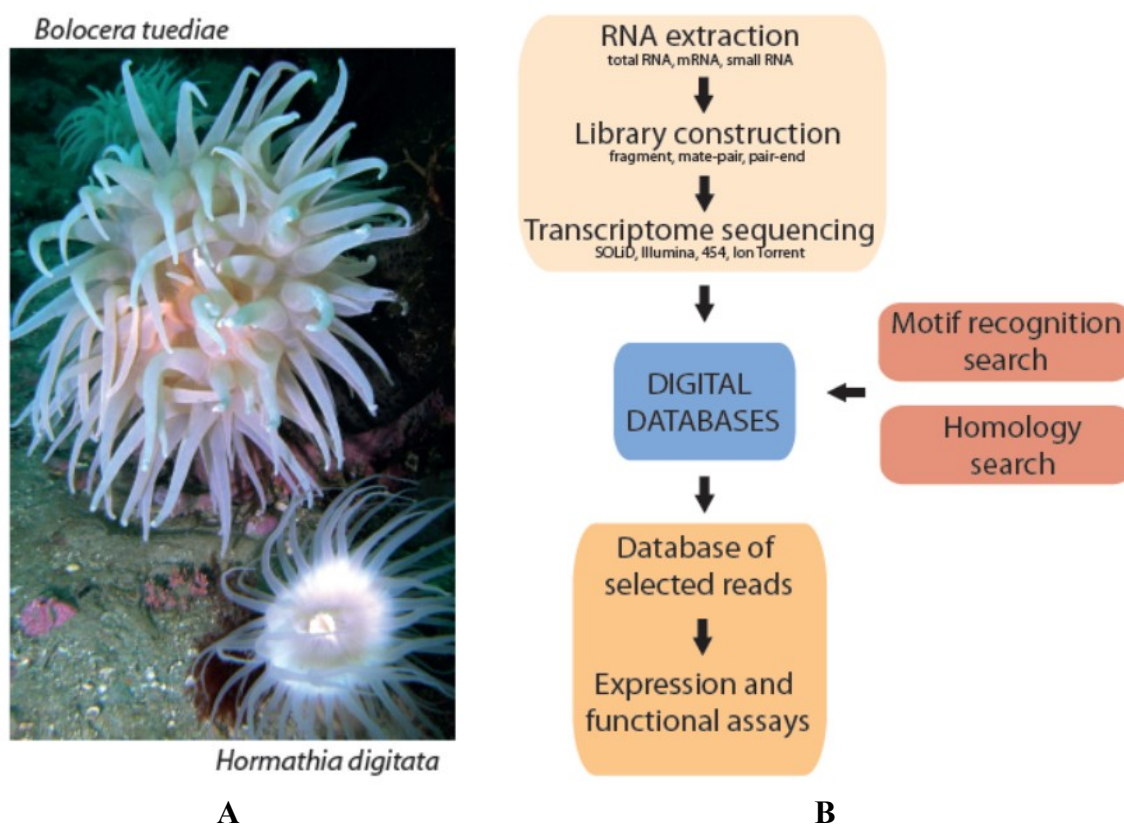 Bolocera tuediae
Hormathia digitata
A
RNA extraction
total RNA, mRNA, small RNA
Library construction
fragment, mate-pair, pair-end
Transcriptome sequencing
SOLiD, Illumina, 454, Ion Torrent
DIGITAL
DATABASES
Motif recognition
search
Homology
search
Database of
selected reads
Expression and
functional assays
B